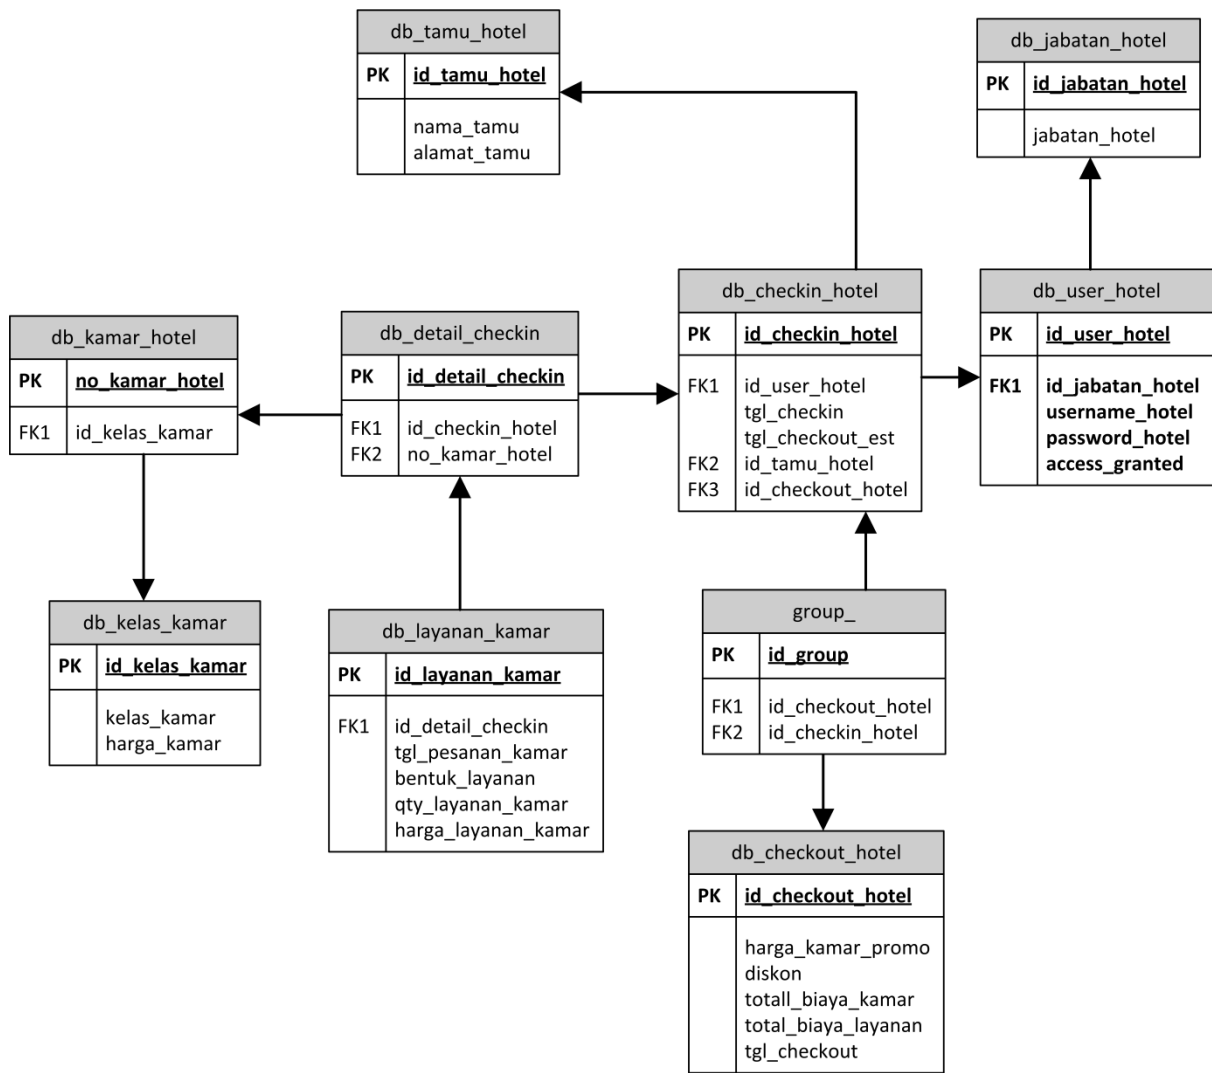 db_tamu_hotel
PK id_tamu_hotel
nama_tamu
alamat_tamu
db_jabatan_hotel
PK id_jabatan_hotel
jabatan_hotel
db_kamar_hotel
PK no_kamar_hotel
FK1 id_kelas_kamar
db_detail_checkin
PK id_detail_checkin
FK1 id_checkin_hotel
FK2 no_kamar_hotel
db_checkin_hotel
PK id_checkin_hotel
FK1 id_user_hotel
tgl_checkin
tgl_checkout_est
FK2 id_tamu_hotel
FK3 id_checkout_hotel
db_user_hotel
PK id_user_hotel
FK1 id_jabatan_hotel
username_hotel
password_hotel
access_granted
db_kelas_kamar
PK id_kelas_kamar
kelas_kamar
harga_kamar
db_layanan_kamar
PK id_layanan_kamar
FK1 id_detail_checkin
tgl_pesanan_kamar
bentuk_layanan
qty_layanan_kamar
harga_layanan_kamar
group_
PK id_group
FK1 id_checkout_hotel
FK2 id_checkin_hotel
db_checkout_hotel
PK id_checkout_hotel
harga_kamar_promo
diskon
totall_biaya_kamar
total_biaya_layanan
tgl_checkout